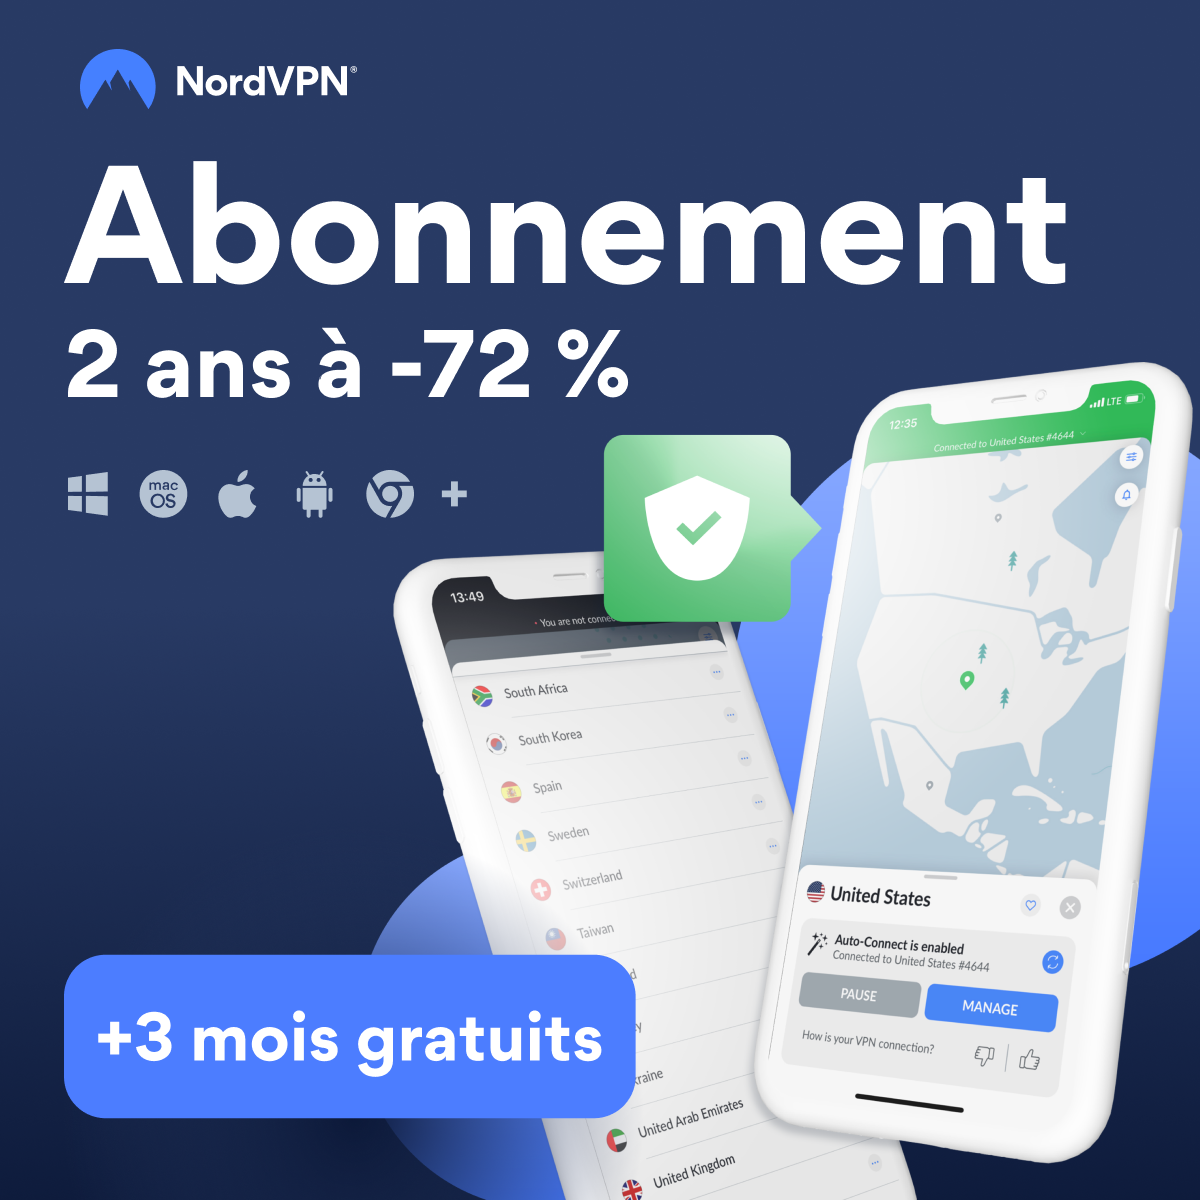 NordVPN®
Abonnement
2 ans à -72 %
mac
OS
+3 mois gratuits
13:49
You are not conne
South Africa
South Korea
Spain
Sweden
Switzerland
Taiwan
d
y
raine
United Arab Emirates
United Kingdom
12:35
LTE
Connected to United States #4644
United States
Auto-Connect is enabled
Connected to United States #4644
PAUSE
MANAGE
How is your VPN connection?